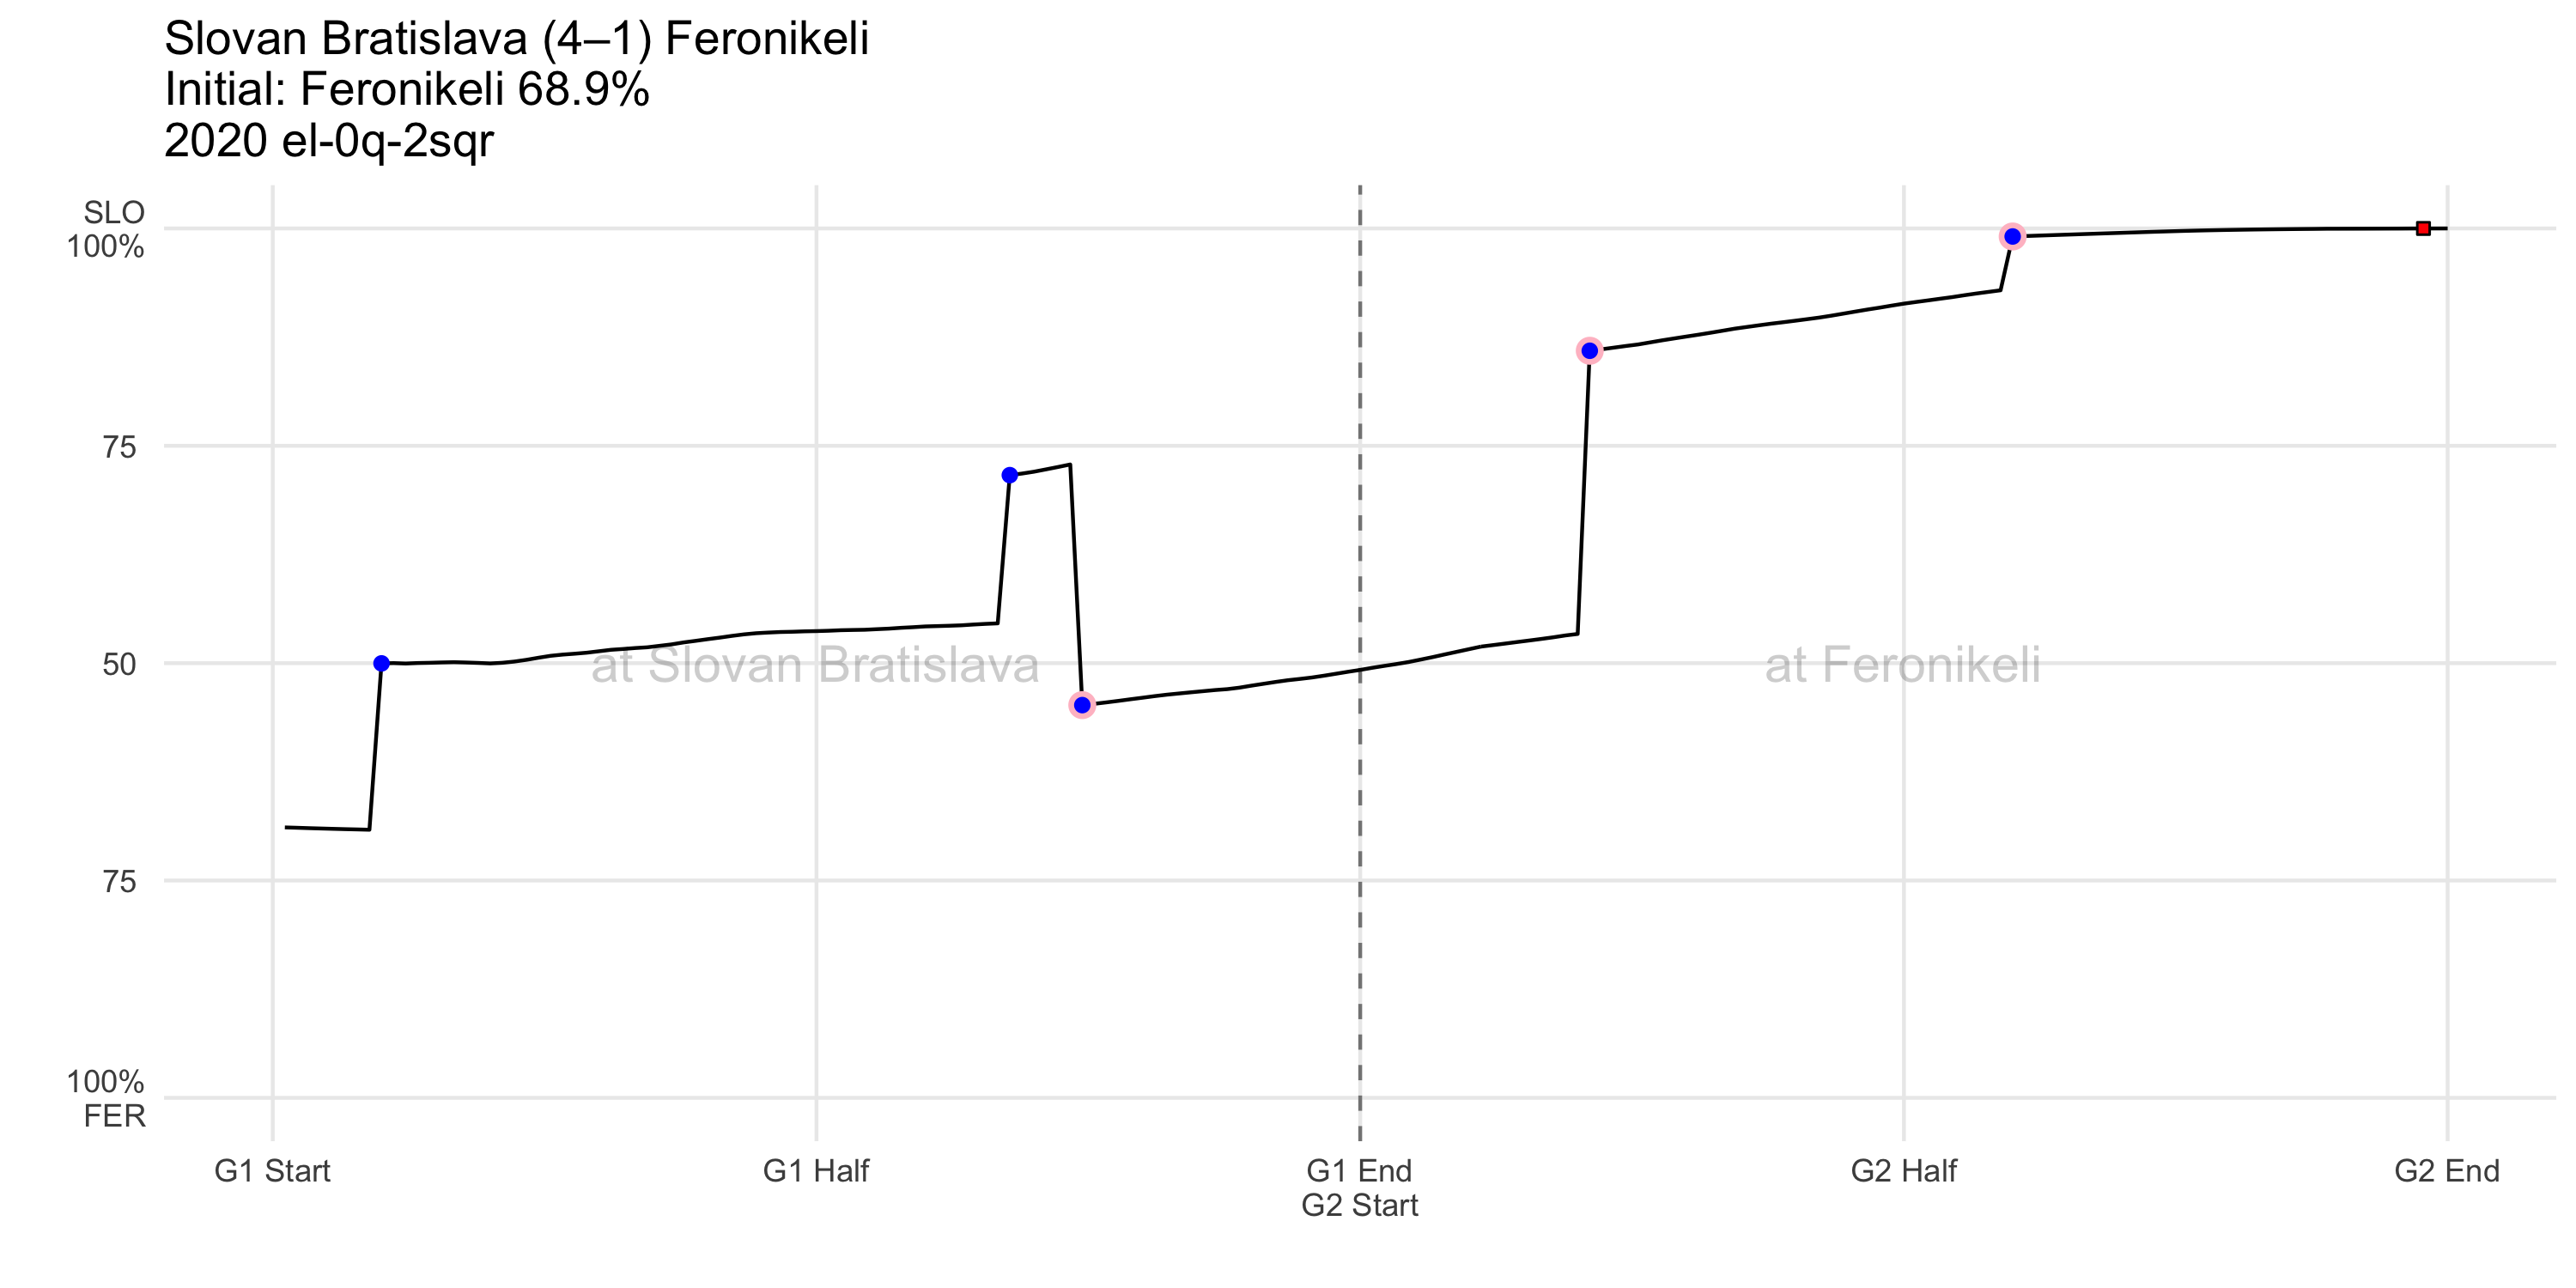 Slovan Bratislava (4–1) Feronikeli
Initial: Feronikeli 68.9%
2020 el-0q-2sqr
SLO
100%
75
50
75
100%
FER
at Slovan Bratislava
at Feronikeli
G1 Start
G1 Half
G1 End
G2 Start
G2 Half
G2 End